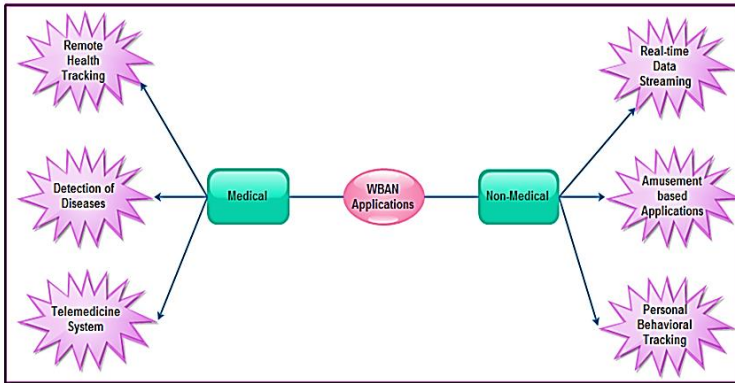 Remote
Health
Tracking
Detection of
Diseases
Telemedicine
System
Medical
WBAN
Applications
Non-Medical
Real-time
Data
Streaming
Amusement
based
Applications
Personal
Behavioral
Tracking